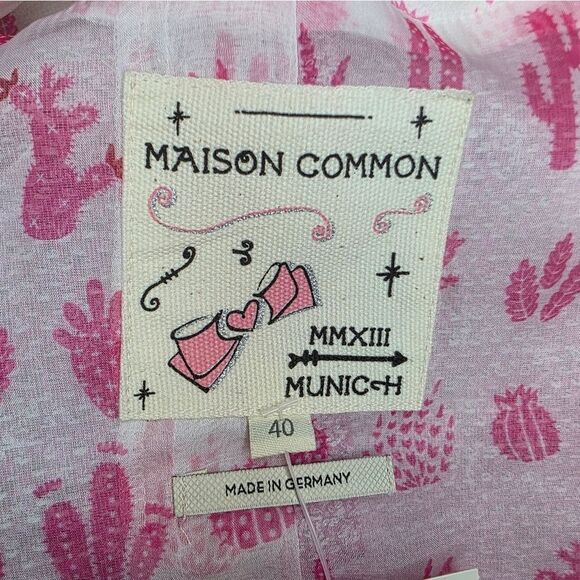 MAISON COMMON
MMXIII
MUNICH
40
MADE IN GERMANY